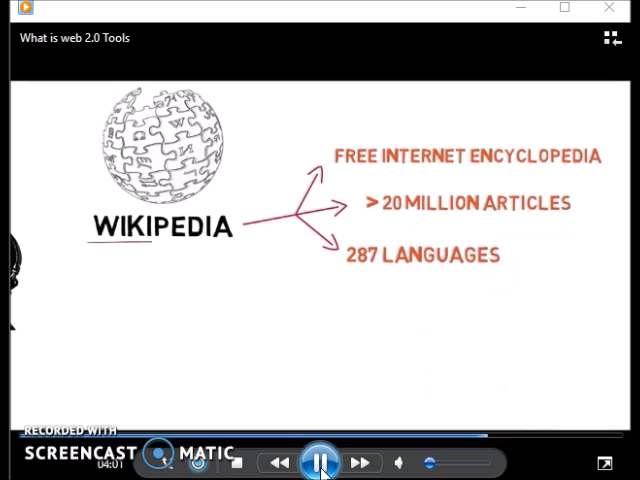 What is web 2.0 Tools
FREE INTERNET ENCYCLOPEDIA
> 20 MILLION ARTICLES
WIKIPEDIA
287 LANGUAGES
RECORDED WITH
SCREENCAST MATIC
04:01